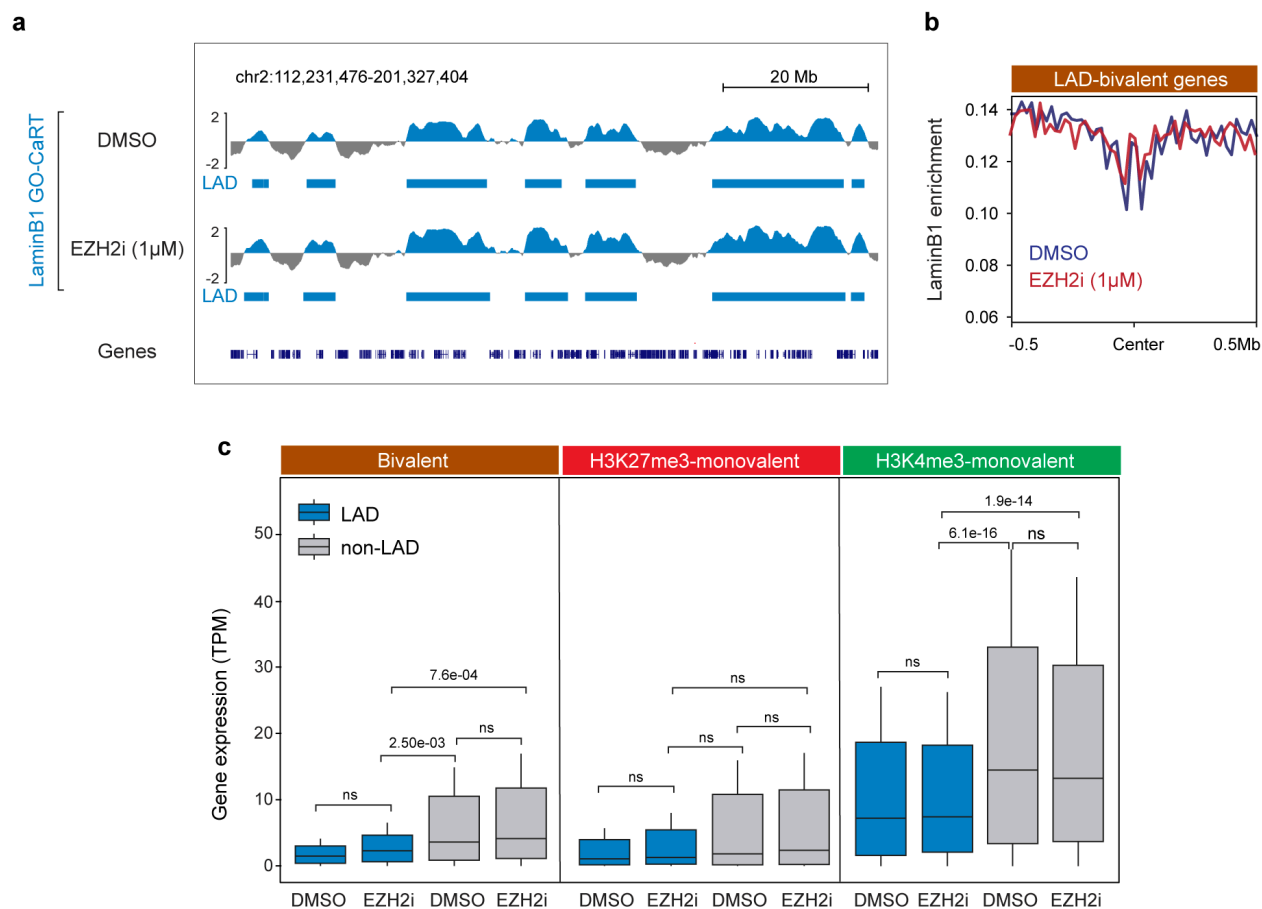 a
chr2:112,231,476-201,327,404
20 Mb
LaminB1 GO-CaRT
DMSO
2
-2
LAD
EZH2i (1µM)
2
-2
LAD
Genes
b
LAD-bivalent genes
LaminB1 enrichment
0.14
0.12
0.10
0.08
0.06
DMSO
EZH2i (1µM)
-0.5
Center
0.5Mb
c
Bivalent
H3K27me3-monovalent
H3K4me3-monovalent
LAD
non-LAD
Gene expression (TPM)
50
40
30
20
10
0
ns
2.50e-03
7.6e-04
ns
ns
ns
ns
ns
ns
6.1e-16
1.9e-14
ns
DMSO EZH2i DMSO EZH2i DMSO EZH2i DMSO EZH2i DMSO EZH2i DMSO EZH2i